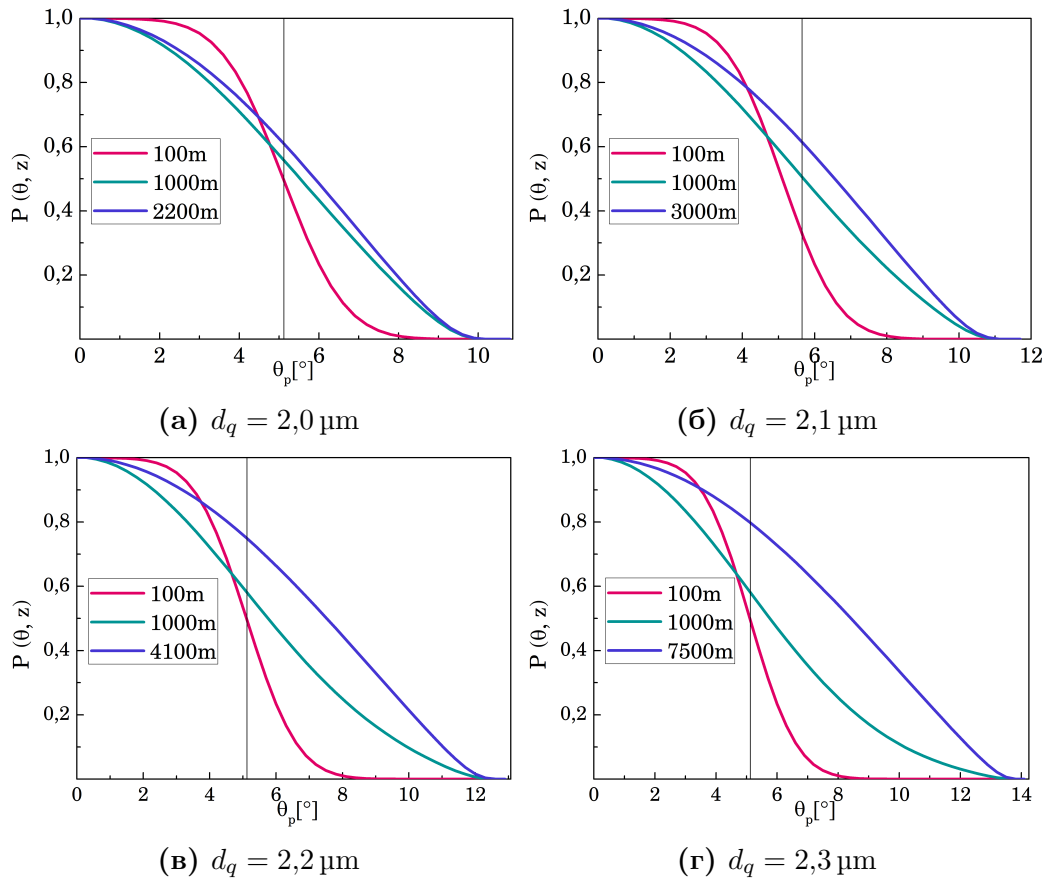 1,0
0,8
0,6
0,4
0,2
P (θ, z)
100m
1000m
2200m
0 2 4 6 8 10
θp[°]
(а) dq = 2,0 µm
1,0
0,8
0,6
0,4
0,2
P (θ, z)
100m
1000m
3000m
0 2 4 6 8 10 12
θp[°]
(б) dq = 2,1 µm
1,0
0,8
0,6
0,4
0,2
P (θ, z)
100m
1000m
4100m
0 2 4 6 8 10 12
θp[°]
(в) dq = 2,2 µm
1,0
0,8
0,6
0,4
0,2
P (θ, z)
100m
1000m
7500m
0 2 4 6 8 10 12 14
θp[°]
(г) dq = 2,3 µm